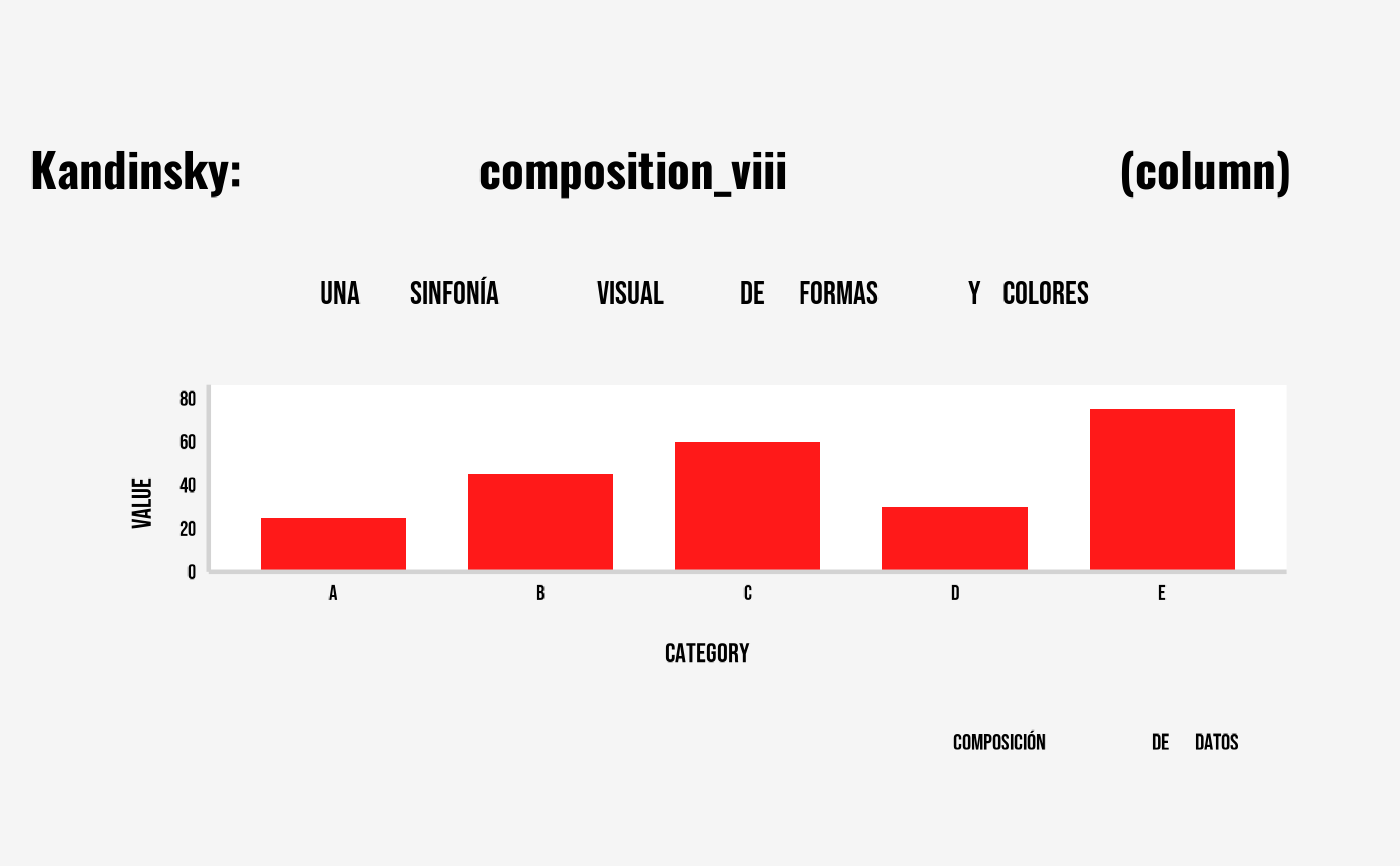 Kandinsky: composition_viii (column)
UNA SINFONÍA VISUAL DE FORMAS Y COLORES
80
60
40
20
0
VALUE
A B C D E
CATEGORY
COMPOSICIÓN DE DATOS